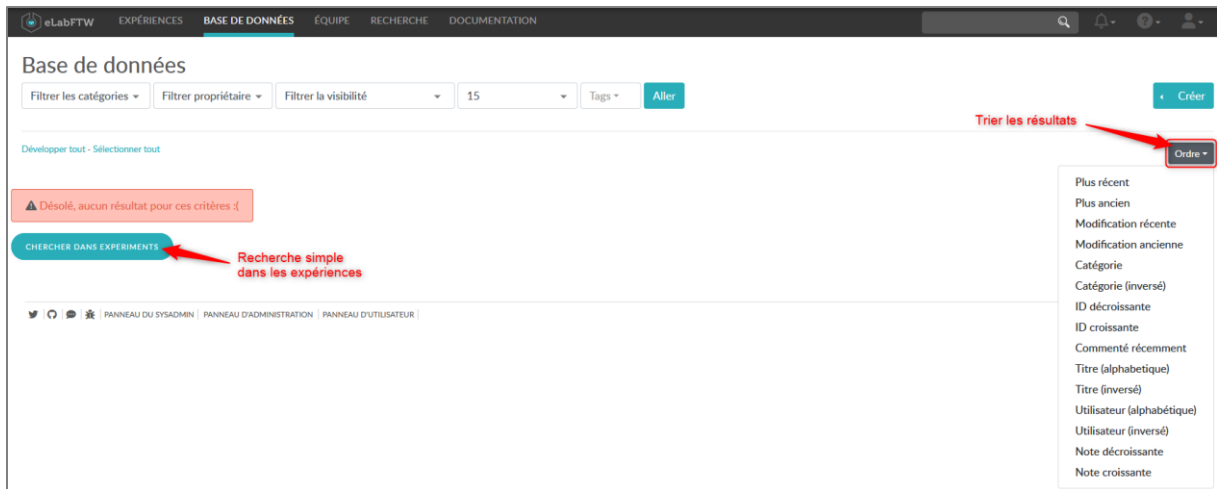 eLabFTW EXPÉRIENCES BASE DE DONNÉES ÉQUIPE RECHERCHE DOCUMENTATION
Base de données
Filtrer les catégories Filtrer propriétaire Filtrer la visibilité 15 Tags Aller Créer
Trier les résultats
Développer tout - Sélectionner tout
Ordre
Désolé, aucun résultat pour ces critères :(
CHERCHER DANS EXPERIMENTS
Recherche simple
dans les expériences
PANNEAU DU SYSADMIN | PANNEAU D'ADMINISTRATION | PANNEAU D'UTILISATEUR |
Plus récent
Plus ancien
Modification récente
Modification ancienne
Catégorie
Catégorie (inversé)
ID décroissante
ID croissante
Commenté récemment
Titre (alphabetique)
Titre (inversé)
Utilisateur (alphabétique)
Utilisateur (inversé)
Note décroissante
Note croissante